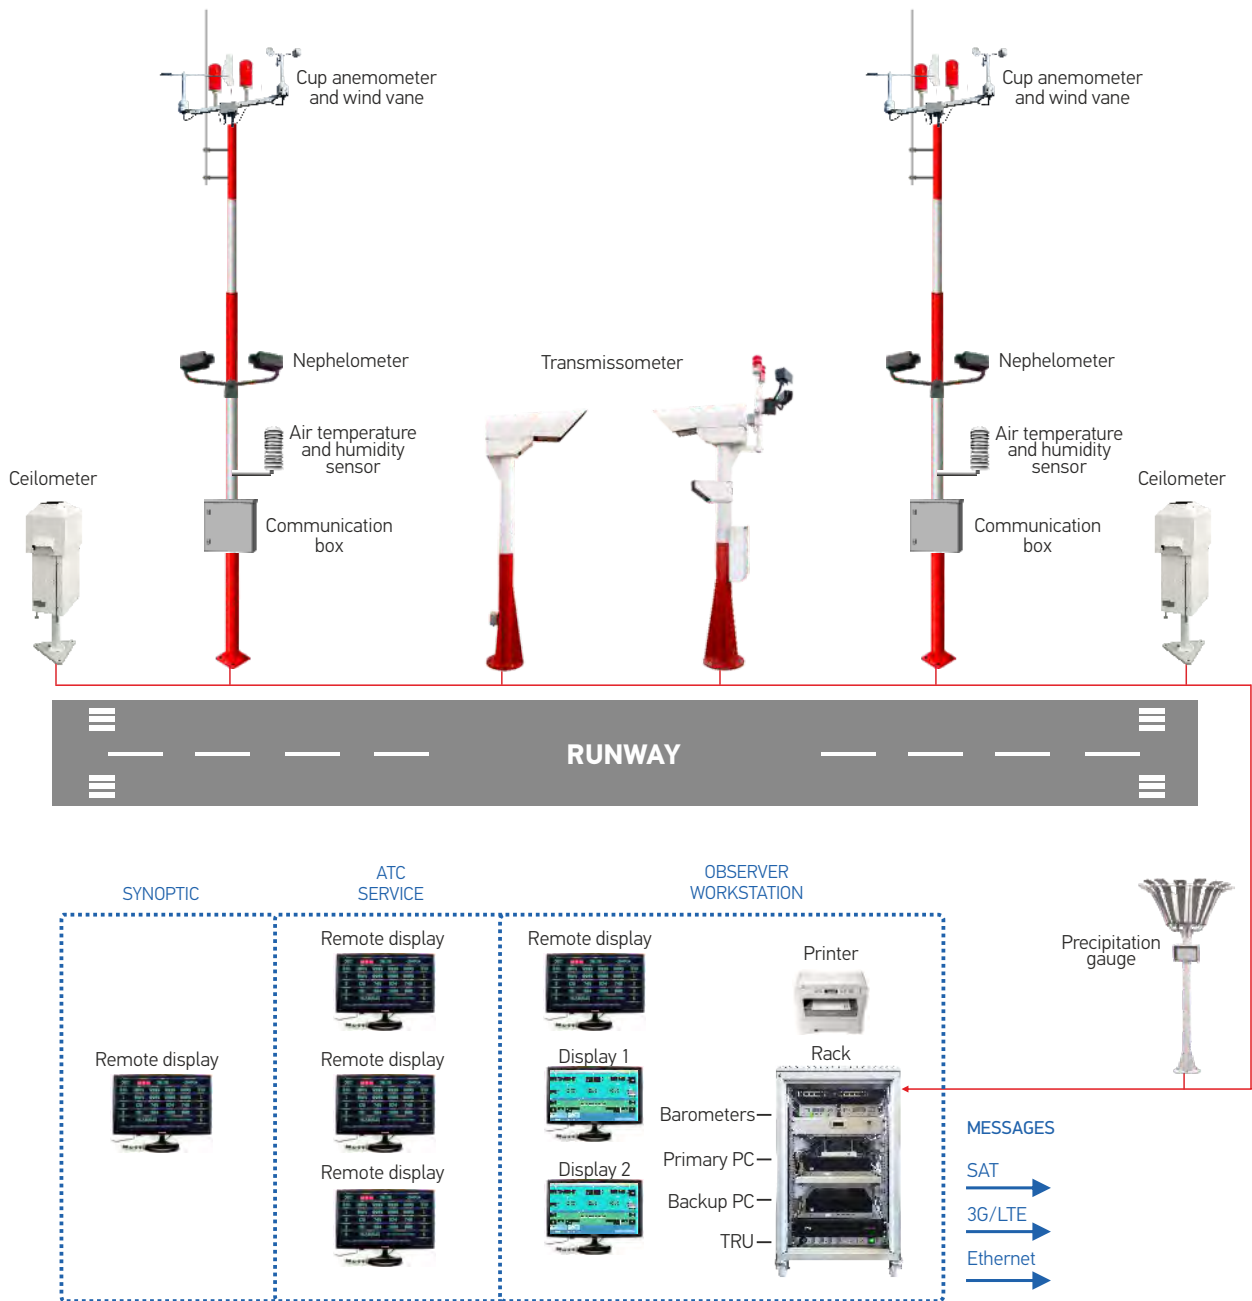 Cup anemometer
and wind vane
Cup anemometer
and wind vane
Nephelometer
Transmissometer
Nephelometer
Air temperature
and humidity
sensor
Air temperature
and humidity
sensor
Ceilometer
Ceilometer
Communication
box
Communication
box
RUNWAY
SYNOPTIC
ATC
SERVICE
OBSERVER
WORKSTATION
Remote display
Remote display
Printer
Precipitation
gauge
Remote display
Remote display
Display 1
Rack
Barometers
Primary PC
Remote display
Display 2
Backup PC
TRU
MESSAGES
SAT
3G/LTE
Ethernet